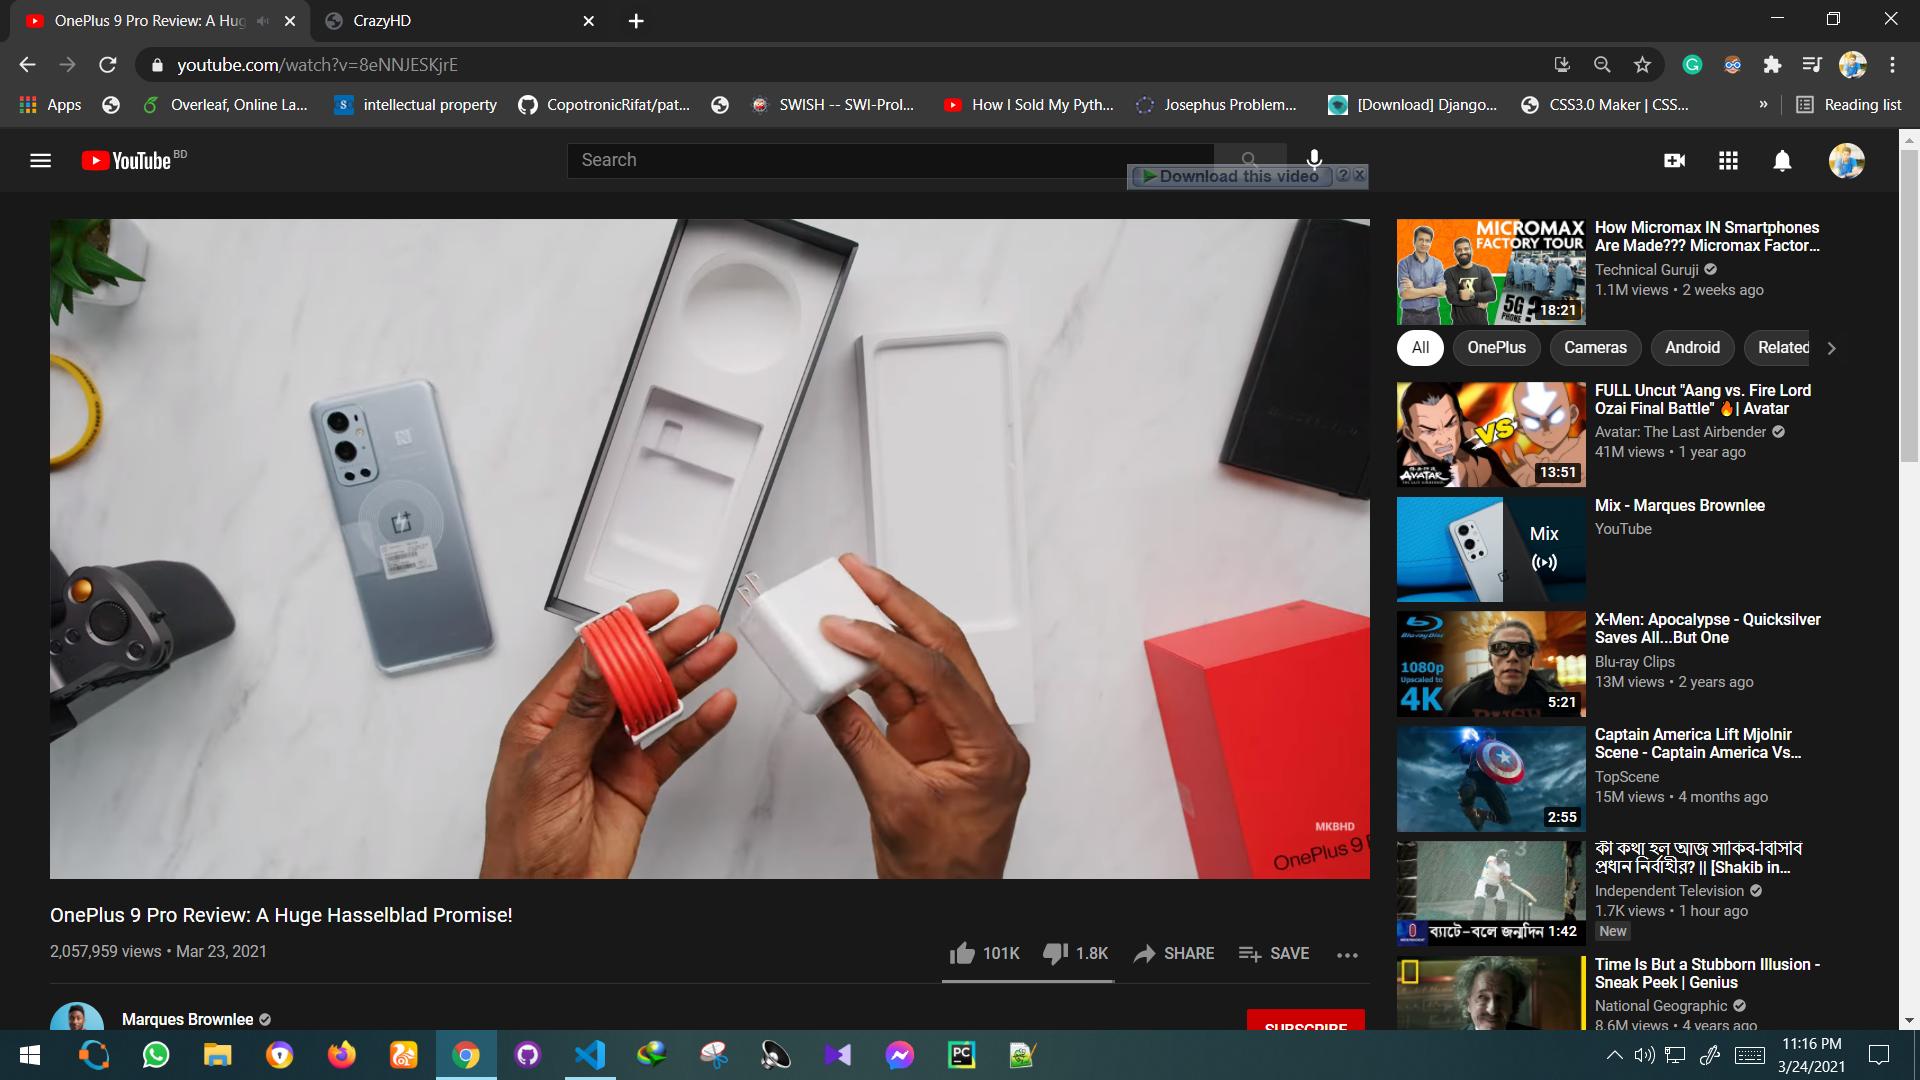 OnePlus 9 Pro Review: A Hug
CrazyHD
youtube.com/watch?v=8eNNJESKjrE
Apps
Overleaf, Online La...
intellectual property
CopotronicRifat/pat...
SWISH -- SWI-Prol...
How I Sold My Pyth...
Josephus Problem...
[Download] Django...
CSS3.0 Maker | CSS...
»
Reading list
YouTube BD
Search
Download this video
MICROMAX
FACTORY TOUR
5G
PHONE ?
18:21
How Micromax IN Smartphones
Are Made??? Micromax Factor...
Technical Guruji
1.1M views • 2 weeks ago
All
OnePlus
Cameras
Android
Related
VS
AVATAR
13:51
FULL Uncut "Aang vs. Fire Lord
Ozai Final Battle" 🔥| Avatar
Avatar: The Last Airbender
41M views • 1 year ago
Mix
Mix - Marques Brownlee
YouTube
Blu-ray Disc
1080p
Upscaled to
4K
5:21
X-Men: Apocalypse - Quicksilver
Saves All...But One
Blu-ray Clips
13M views • 2 years ago
2:55
Captain America Lift Mjolnir
Scene - Captain America Vs...
TopScene
15M views • 4 months ago
ব্যাটে-বলে জন্মদিন 1:42
কী কথা হল আজ সাকিব-বিসিবি
প্রধান নির্বাহীর? || [Shakib in...
Independent Television
1.7K views • 1 hour ago
New
Time Is But a Stubborn Illusion -
Sneak Peek | Genius
National Geographic
8.6M views • 4 years ago
MKBHD
OnePlus 9
OnePlus 9 Pro Review: A Huge Hasselblad Promise!
2,057,959 views • Mar 23, 2021
101K
1.8K
SHARE
SAVE
Marques Brownlee
SUBSCRIBE
PC
11:16 PM
3/24/2021